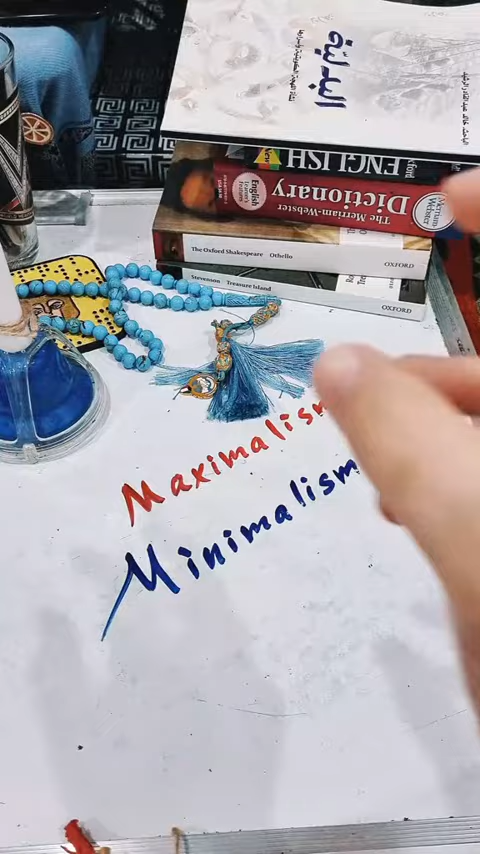 البدلية
ENGLISH
English
Dictionary
The Merriam-Webster
Merriam-
Webster
The Oxford Shakespeare Othello
OXFORD
Stevenson Treasure Island
OXFORD
Maximalism
Minimalism